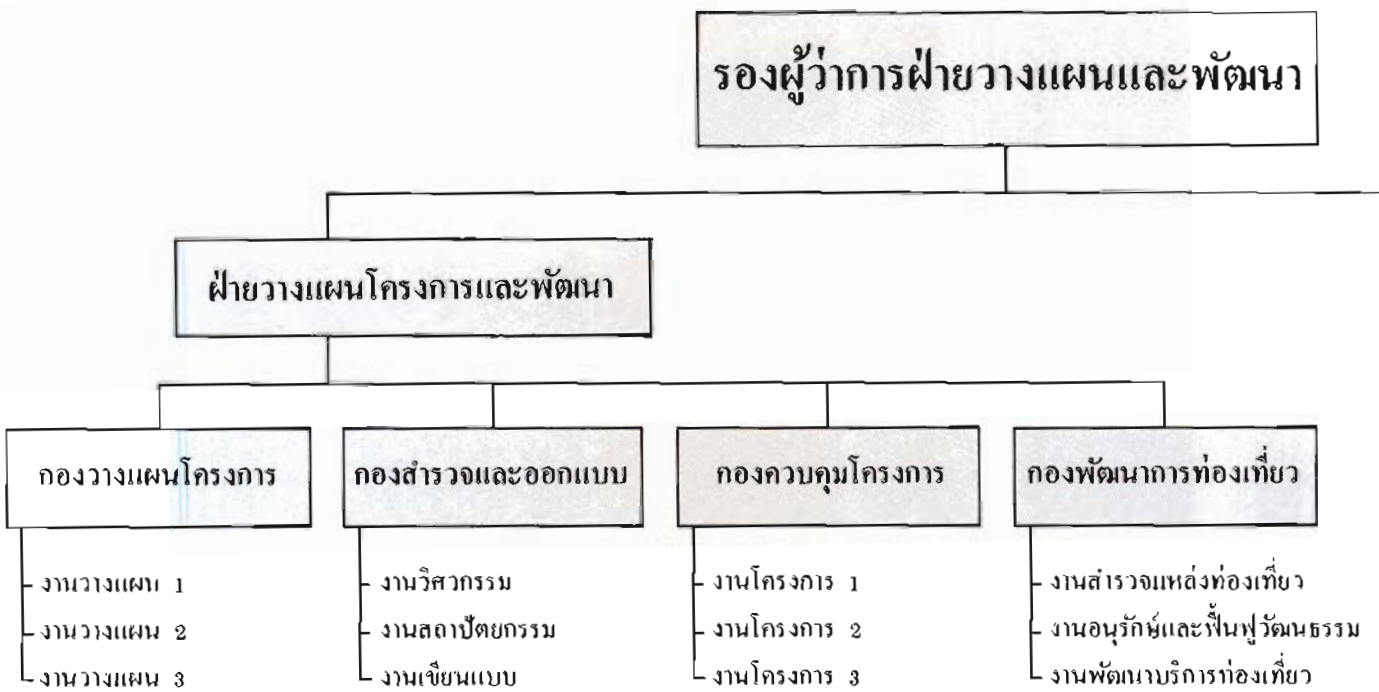 รองผู้ว่าการฝ่ายวางแผนและพัฒนา
ฝ่ายวางแผนโครงการและพัฒนา
กองวางแผนโครงการ
- งานวางแผน 1
- งานวางแผน 2
- งานวางแผน 3
กองสำรวจและออกแบบ
- งานวิศวกรรม
- งานสถาปัตยกรรม
- งานเขียนแบบ
กองควบคุมโครงการ
- งานโครงการ 1
- งานโครงการ 2
- งานโครงการ 3
กองพัฒนาการท่องเที่ยว
- งานสำรวจแหล่งท่องเที่ยว
- งานอนุรักษ์และฟื้นฟูวัฒนธรรม
- งานพัฒนาบริการท่องเที่ยว